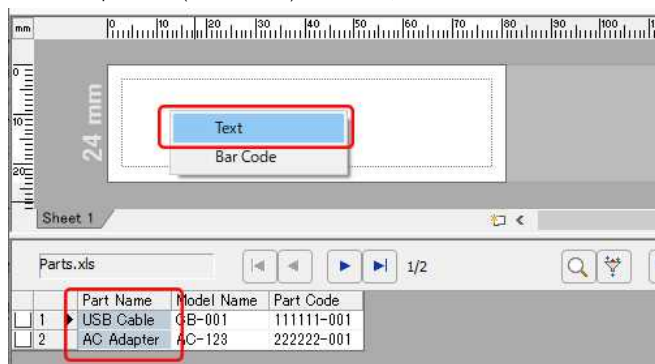 mm 0 10 20 30 40 50 60 70 80 90 100
0
10
20
24 mm
Text
Bar Code
Sheet 1
Parts.xls 1/2
Part Name Model Name Part Code
1 USB Cable GB-001 111111-001
2 AC Adapter AC-123 222222-001